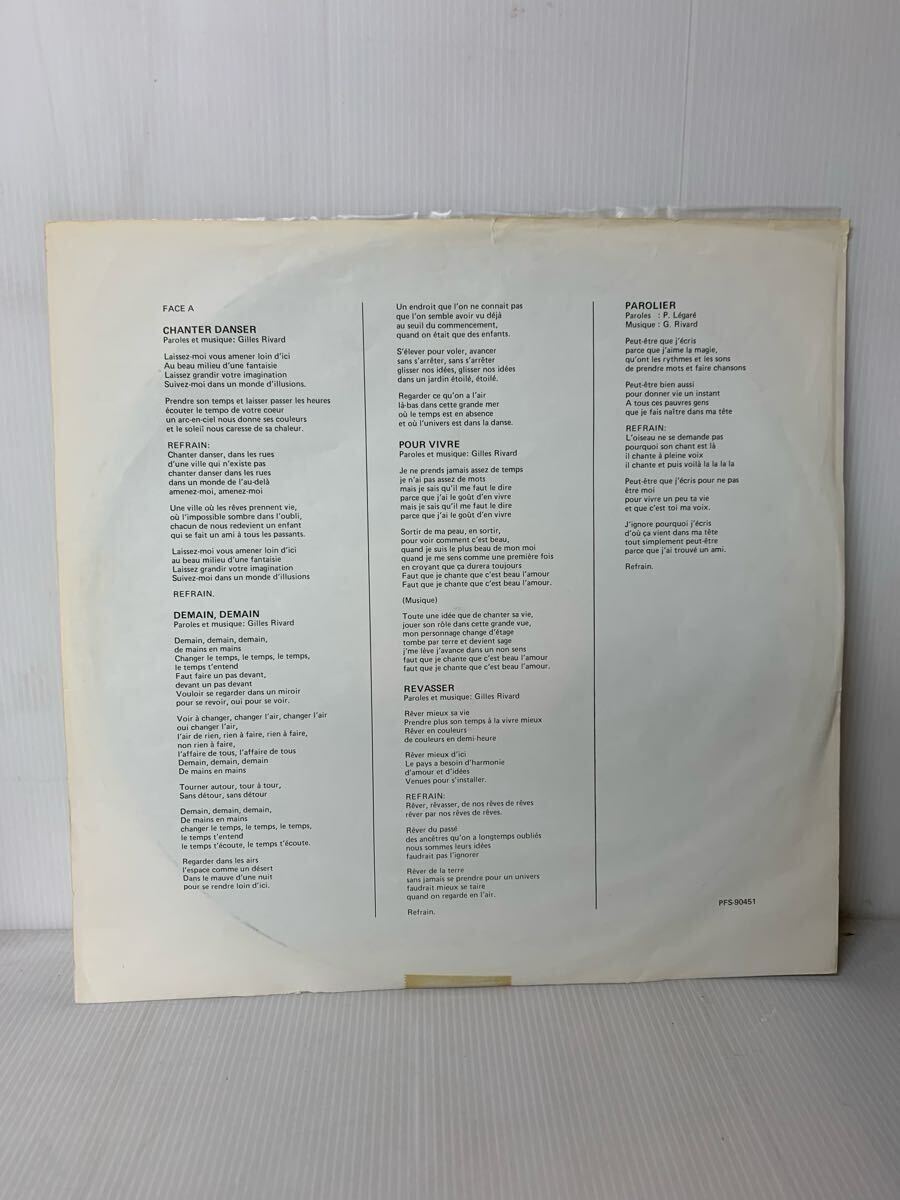 FACE A
CHANTER DANSER
Paroles et musique: Gilles Rivard
Laissez-moi vous amener loin d'ici
Au beau milieu d'une fantaisie
Laissez grandir votre imagination
Suivez-moi dans un monde d'illusions.
Prendre son temps et laisser passer les heures
écouter le tempo de votre coeur
un arc-en-ciel nous donne ses couleurs
et le soleil nous caresse de sa chaleur.
REFRAIN:
Chanter danser, dans les rues
d'une ville qui n'existe pas
chanter danser dans les rues
dans un monde de l'au-delà
amenez-moi, amenez-moi
Une ville où les rêves prennent vie,
où l'impossible sombre dans l'oubli,
chacun de nous redevient un enfant
qui se fait un ami à tous les passants.
Laissez-moi vous amener loin d'ici
au beau milieu d'une fantaisie
Laissez grandir votre imagination
Suivez-moi dans un monde d'illusions
REFRAIN.
DEMAIN, DEMAIN
Paroles et musique: Gilles Rivard
Demain, demain, demain,
de mains en mains
Changer le temps, le temps, le temps,
le temps t'entend
Faut faire un pas devant,
devant un pas devant
Vouloir se regarder dans un miroir
pour se revoir, oui pour se voir.
Voir à changer, changer l'air, changer l'air
oui changer l'air,
l'air de rien, rien à faire, rien à faire,
non rien à faire,
l'affaire de tous, l'affaire de tous
Demain, demain, demain
De mains en mains
Tourner autour, tour à tour,
Sans détour, sans détour
Demain, demain, demain,
De mains en mains
changer le temps, le temps, le temps,
le temps t'entend
le temps t'écoute, le temps t'écoute.
Regarder dans les airs
l'espace comme un désert
Dans le mauve d'une nuit
pour se rendre loin d'ici.
Un endroit que l'on ne connait pas
que l'on semble avoir vu déjà
au seuil du commencement,
quand on était que des enfants.
S'élever pour voler, avancer
sans s'arrêter, sans s'arrêter
glisser nos idées, glisser nos idées
dans un jardin étoilé, étoilé.
Regarder ce qu'on a l'air
là-bas dans cette grande mer
où le temps est en absence
et où l'univers est dans la danse.
POUR VIVRE
Paroles et musique: Gilles Rivard
Je ne prends jamais assez de temps
je n'ai pas assez de mots
mais je sais qu'il me faut le dire
parce que j'ai le goût d'en vivre
mais je sais qu'il me faut le dire
parce que j'ai le goût d'en vivre
Sortir de ma peau, en sortir,
pour voir comment c'est beau,
quand je suis le plus beau de mon moi
quand je me sens comme une première fois
en croyant que ça durera toujours
Faut que je chante que c'est beau l'amour
Faut que je chante que c'est beau l'amour.
(Musique)
Toute une idée que de chanter sa vie,
jouer son rôle dans cette grande vue,
mon personnage change d'étage
tombe par terre et devient sage
j'me lève j'avance dans un non sens
faut que je chante que c'est beau l'amour
faut que je chante que c'est beau l'amour.
REVASSER
Paroles et musique: Gilles Rivard
Rêver mieux sa vie
Prendre plus son temps à la vivre mieux
Rêver en couleurs
de couleurs en demi-heure
Rêver mieux d'ici
Le pays a besoin d'harmonie
d'amour et d'idées
Venues pour s'installer.
REFRAIN:
Rêver, rêvasser, de nos rêves de rêves
rêver par nos rêves de rêves.
Rêver du passé
des ancêtres qu'on a longtemps oubliés
nous sommes leurs idées
faudrait pas l'ignorer
Rêver de la terre
sans jamais se prendre pour un univers
faudrait mieux se taire
quand on regarde en l'air.
Refrain.
PAROLIER
Paroles : P. Légaré
Musique : G. Rivard
Peut-être que j'écris
parce que j'aime la magie,
qu'ont les rythmes et les sons
de prendre mots et faire chansons
Peut-être bien aussi
pour donner vie un instant
A tous ces pauvres gens
que je fais naître dans ma tête
REFRAIN:
L'oiseau ne se demande pas
pourquoi son chant est là
il chante à pleine voix
il chante et puis voilà la la la la
Peut-être que j'écris pour ne pas
être moi
pour vivre un peu ta vie
et que c'est toi ma voix.
J'ignore pourquoi j'écris
d'où ça vient dans ma tête
tout simplement peut-être
parce que j'ai trouvé un ami.
Refrain.
PFS-90451